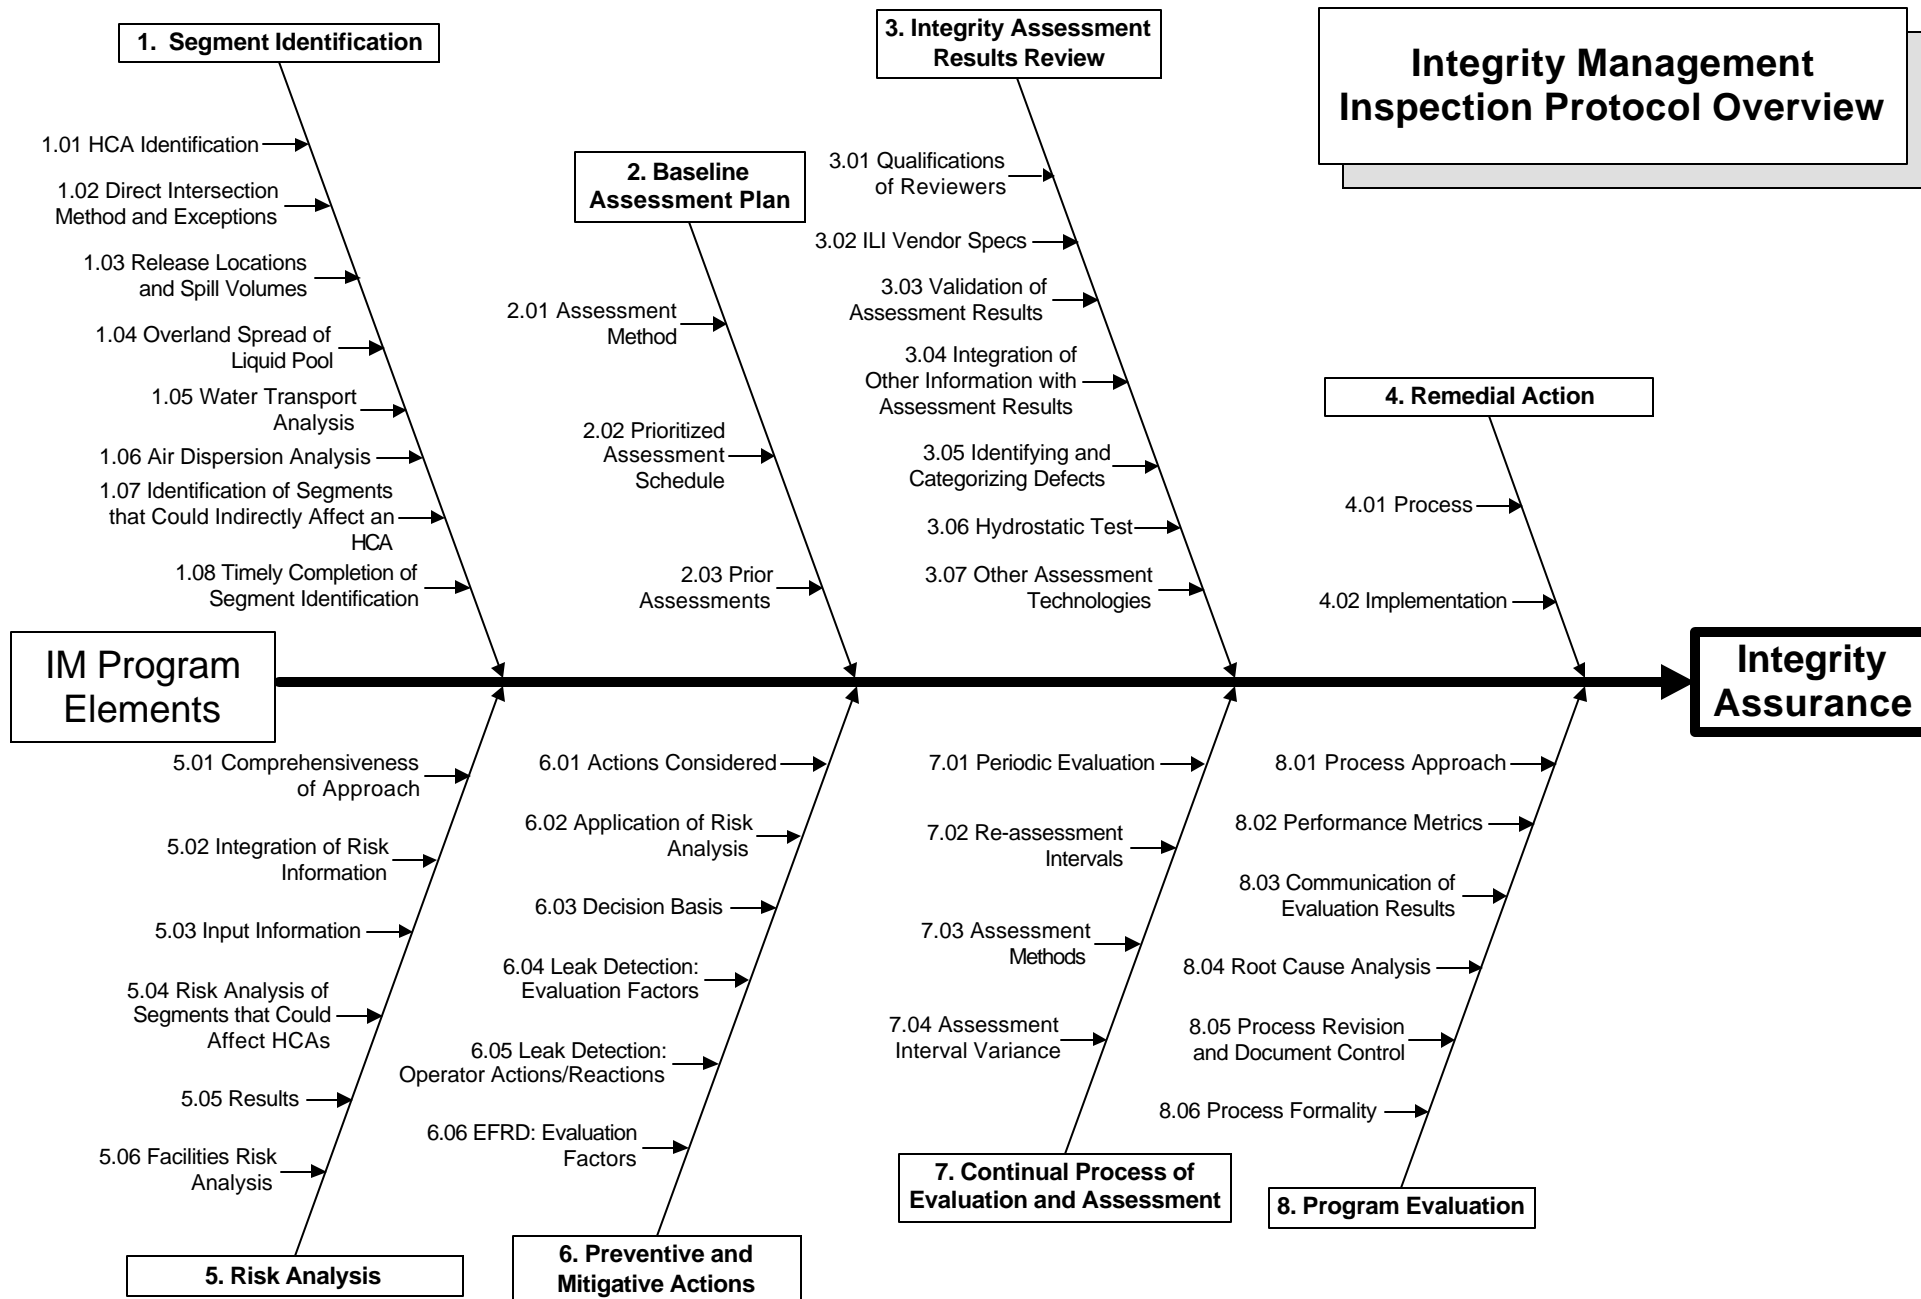 Integrity Management
Inspection Protocol Overview
1. Segment Identification
1.01 HCA Identification
1.02 Direct Intersection
Method and Exceptions
1.03 Release Locations
and Spill Volumes
1.04 Overland Spread of
Liquid Pool
1.05 Water Transport
Analysis
1.06 Air Dispersion Analysis
1.07 Identification of Segments
that Could Indirectly Affect an
HCA
1.08 Timely Completion of
Segment Identification
2. Baseline
Assessment Plan
2.01 Assessment
Method
2.02 Prioritized
Assessment
Schedule
2.03 Prior
Assessments
3. Integrity Assessment
Results Review
3.01 Qualifications
of Reviewers
3.02 ILI Vendor Specs
3.03 Validation of
Assessment Results
3.04 Integration of
Other Information with
Assessment Results
3.05 Identifying and
Categorizing Defects
3.06 Hydrostatic Test
3.07 Other Assessment
Technologies
4. Remedial Action
4.01 Process
4.02 Implementation
IM Program
Elements
Integrity
Assurance
5.01 Comprehensiveness
of Approach
5.02 Integration of Risk
Information
5.03 Input Information
5.04 Risk Analysis of
Segments that Could
Affect HCAs
5.05 Results
5.06 Facilities Risk
Analysis
5. Risk Analysis
6.01 Actions Considered
6.02 Application of Risk
Analysis
6.03 Decision Basis
6.04 Leak Detection:
Evaluation Factors
6.05 Leak Detection:
Operator Actions/Reactions
6.06 EFRD: Evaluation
Factors
6. Preventive and
Mitigative Actions
7.01 Periodic Evaluation
7.02 Re-assessment
Intervals
7.03 Assessment
Methods
7.04 Assessment
Interval Variance
7. Continual Process of
Evaluation and Assessment
8.01 Process Approach
8.02 Performance Metrics
8.03 Communication of
Evaluation Results
8.04 Root Cause Analysis
8.05 Process Revision
and Document Control
8.06 Process Formality
8. Program Evaluation